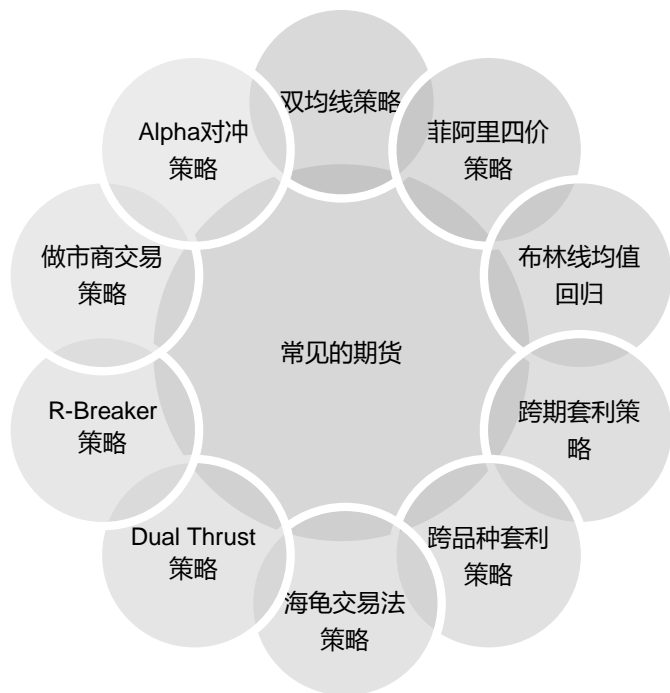 双均线策略
菲阿里四价
策略
布林线均值
回归
跨期套利策
略
跨品种套利
策略
海龟交易法
策略
Dual Thrust
策略
R-Breaker
策略
做市商交易
策略
Alpha对冲
策略
常见的期货